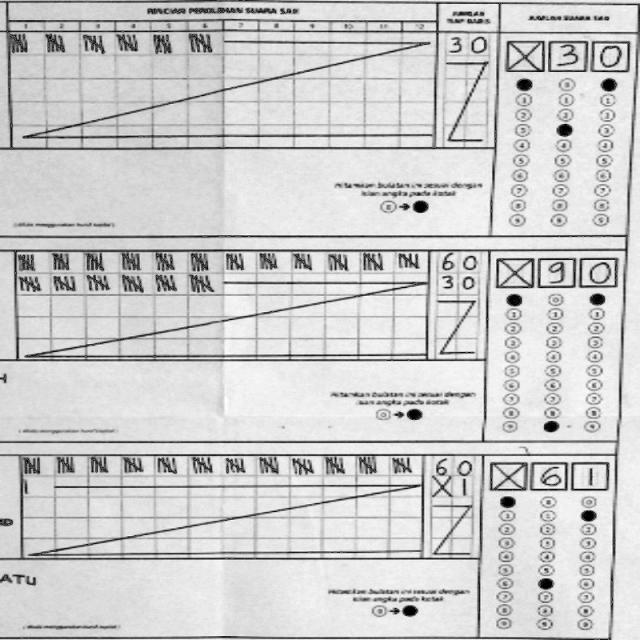 RINCIAN PEROLEHAN SUARA SAH
JUMLAH TIAP BARIS
JUMLAH SUARA SAH
1 2 3 4 5 6 7 8 9 10 11 12
30
X 3 0
Hitamkan bulatan ini sesuai dengan
isian angka pada kotak
0 → ●
(ditulis menggunakan huruf kapital)
60
30
X 9 0
H
Hitamkan bulatan ini sesuai dengan
isian angka pada kotak
0 → ●
(ditulis menggunakan huruf kapital)
60
X1
X 6 1
ATU
Hitamkan bulatan ini sesuai dengan
isian angka pada kotak
0 → ●
(ditulis menggunakan huruf kapital)